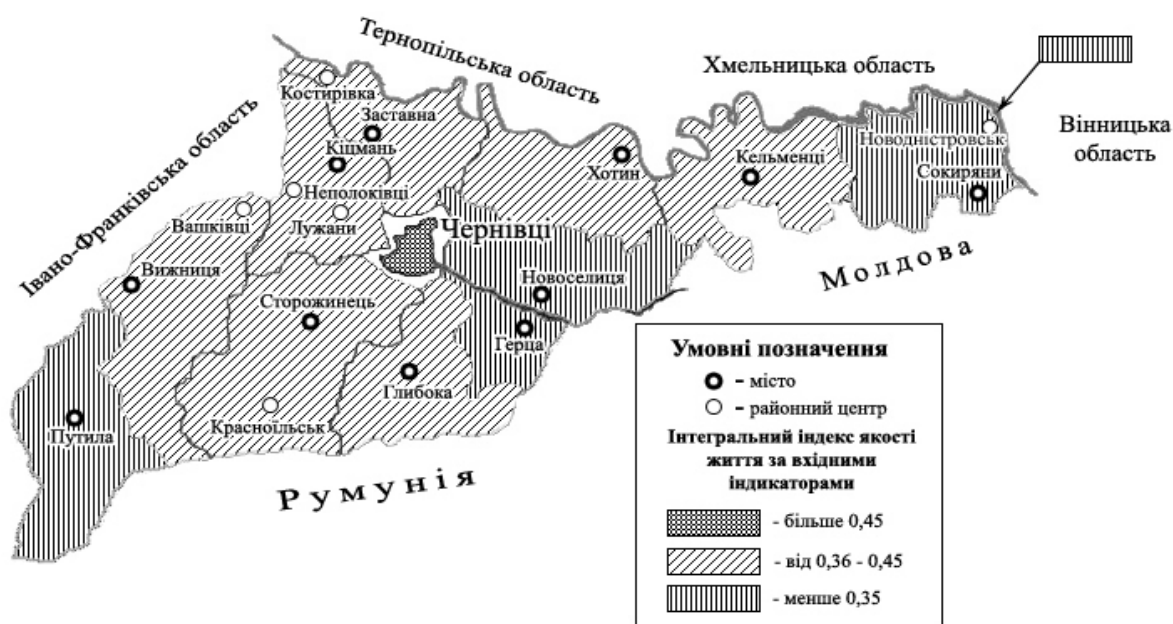 Тернопільська область
Хмельницька область
Вінницька
область
Івано-Франківська область
Костирівка
Заставна
Кіцмань
Неполоківці
Лужани
Вашківці
Вижниця
Чернівці
Хотин
Кельменці
Новодністровськ
Сокиряни
Новоселиця
Сторожинець
Герца
Глибока
Красноїльськ
Путила
Молдова
Румунія
Умовні позначення
- місто
- районний центр
Інтегральний індекс якості
життя за вхідними
індикаторами
- більше 0,45
- від 0,36 - 0,45
- менше 0,35